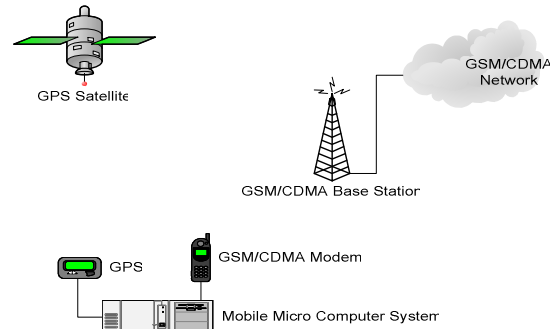 GPS Satellite
GSM/CDMA
Network
GSM/CDMA Base Station
GPS
GSM/CDMA Modem
Mobile Micro Computer System